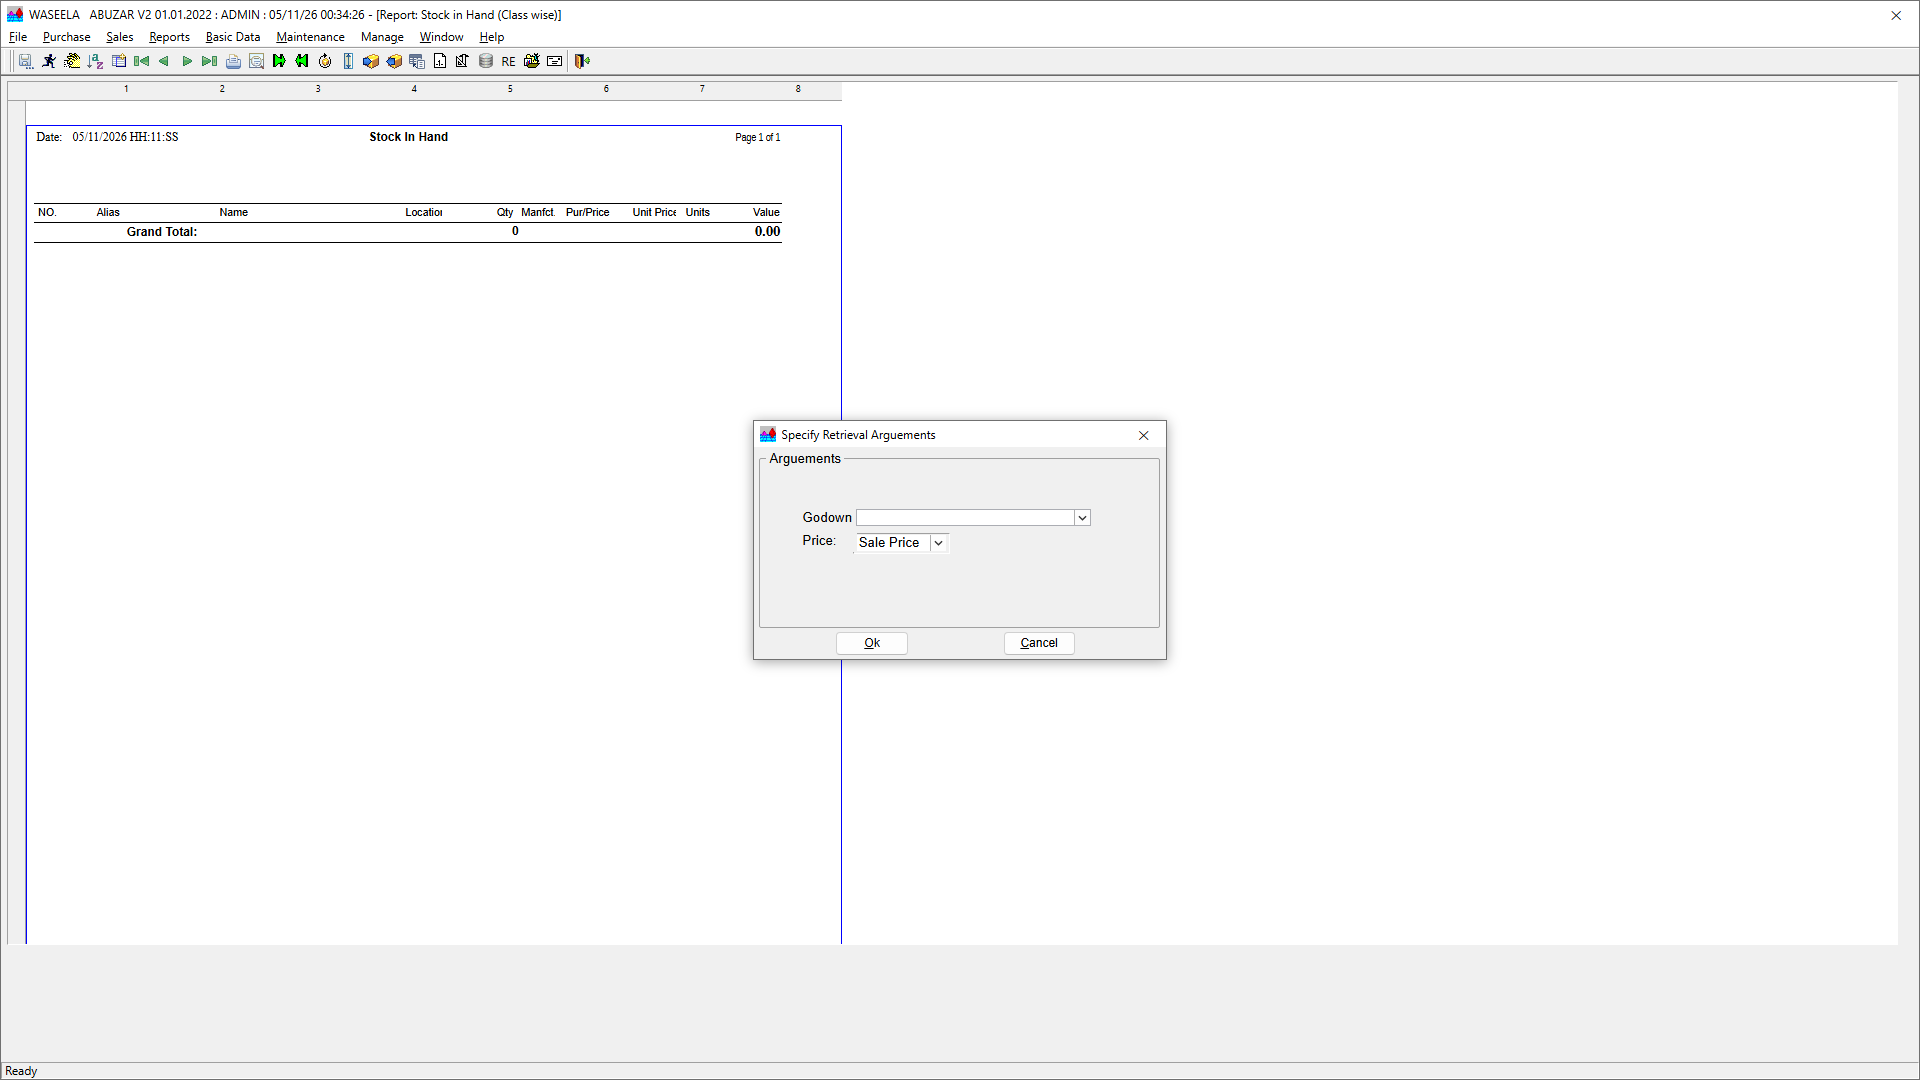 WASEELA ABUZAR V2 01.01.2022 : ADMIN : 05/11/26 00:34:26 - [Report: Stock in Hand (Class wise)]
File Purchase Sales Reports Basic Data Maintenance Manage Window Help
RE
1 2 3 4 5 6 7 8
Date: 05/11/2026 HH:11:SS Stock In Hand Page 1 of 1
NO. Alias Name Location Qty Manfct. Pur/Price Unit Price Units Value
Grand Total: 0 0.00
Specify Retrieval Arguements
Arguements
Godown
Price: Sale Price
Ok Cancel
Ready